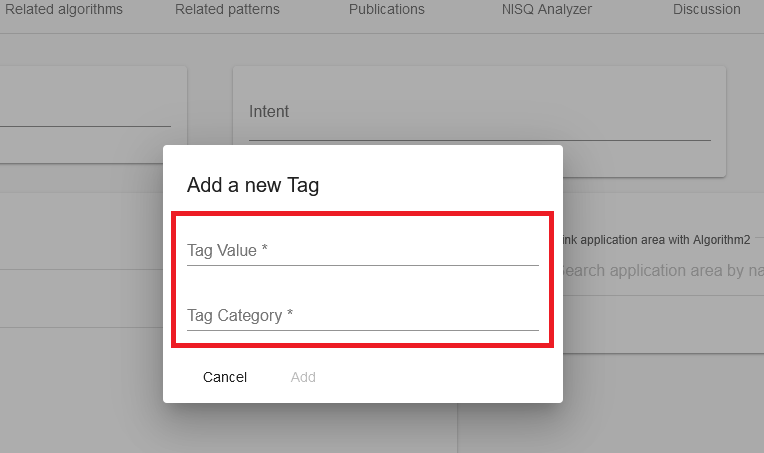 Related algorithms Related patterns Publications NISQ Analyzer Discussion
Intent
Add a new Tag
Tag Value *
Tag Category *
Cancel Add
ink application area with Algorithm2
Search application area by na